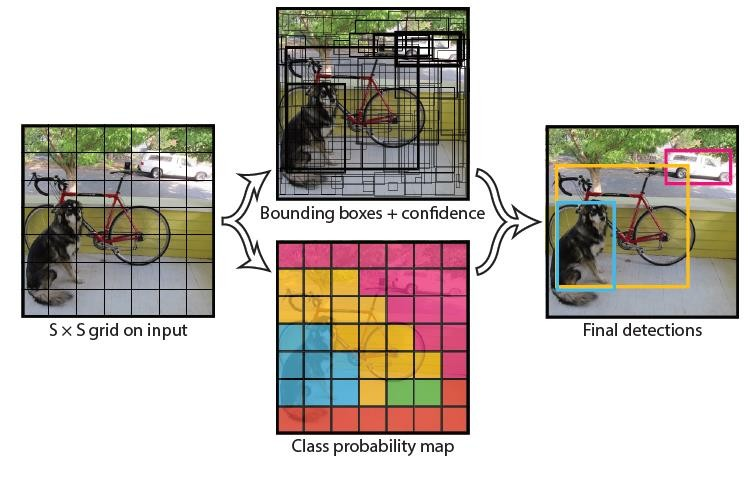 Bounding boxes + confidence
S × S grid on input
Final detections
Class probability map